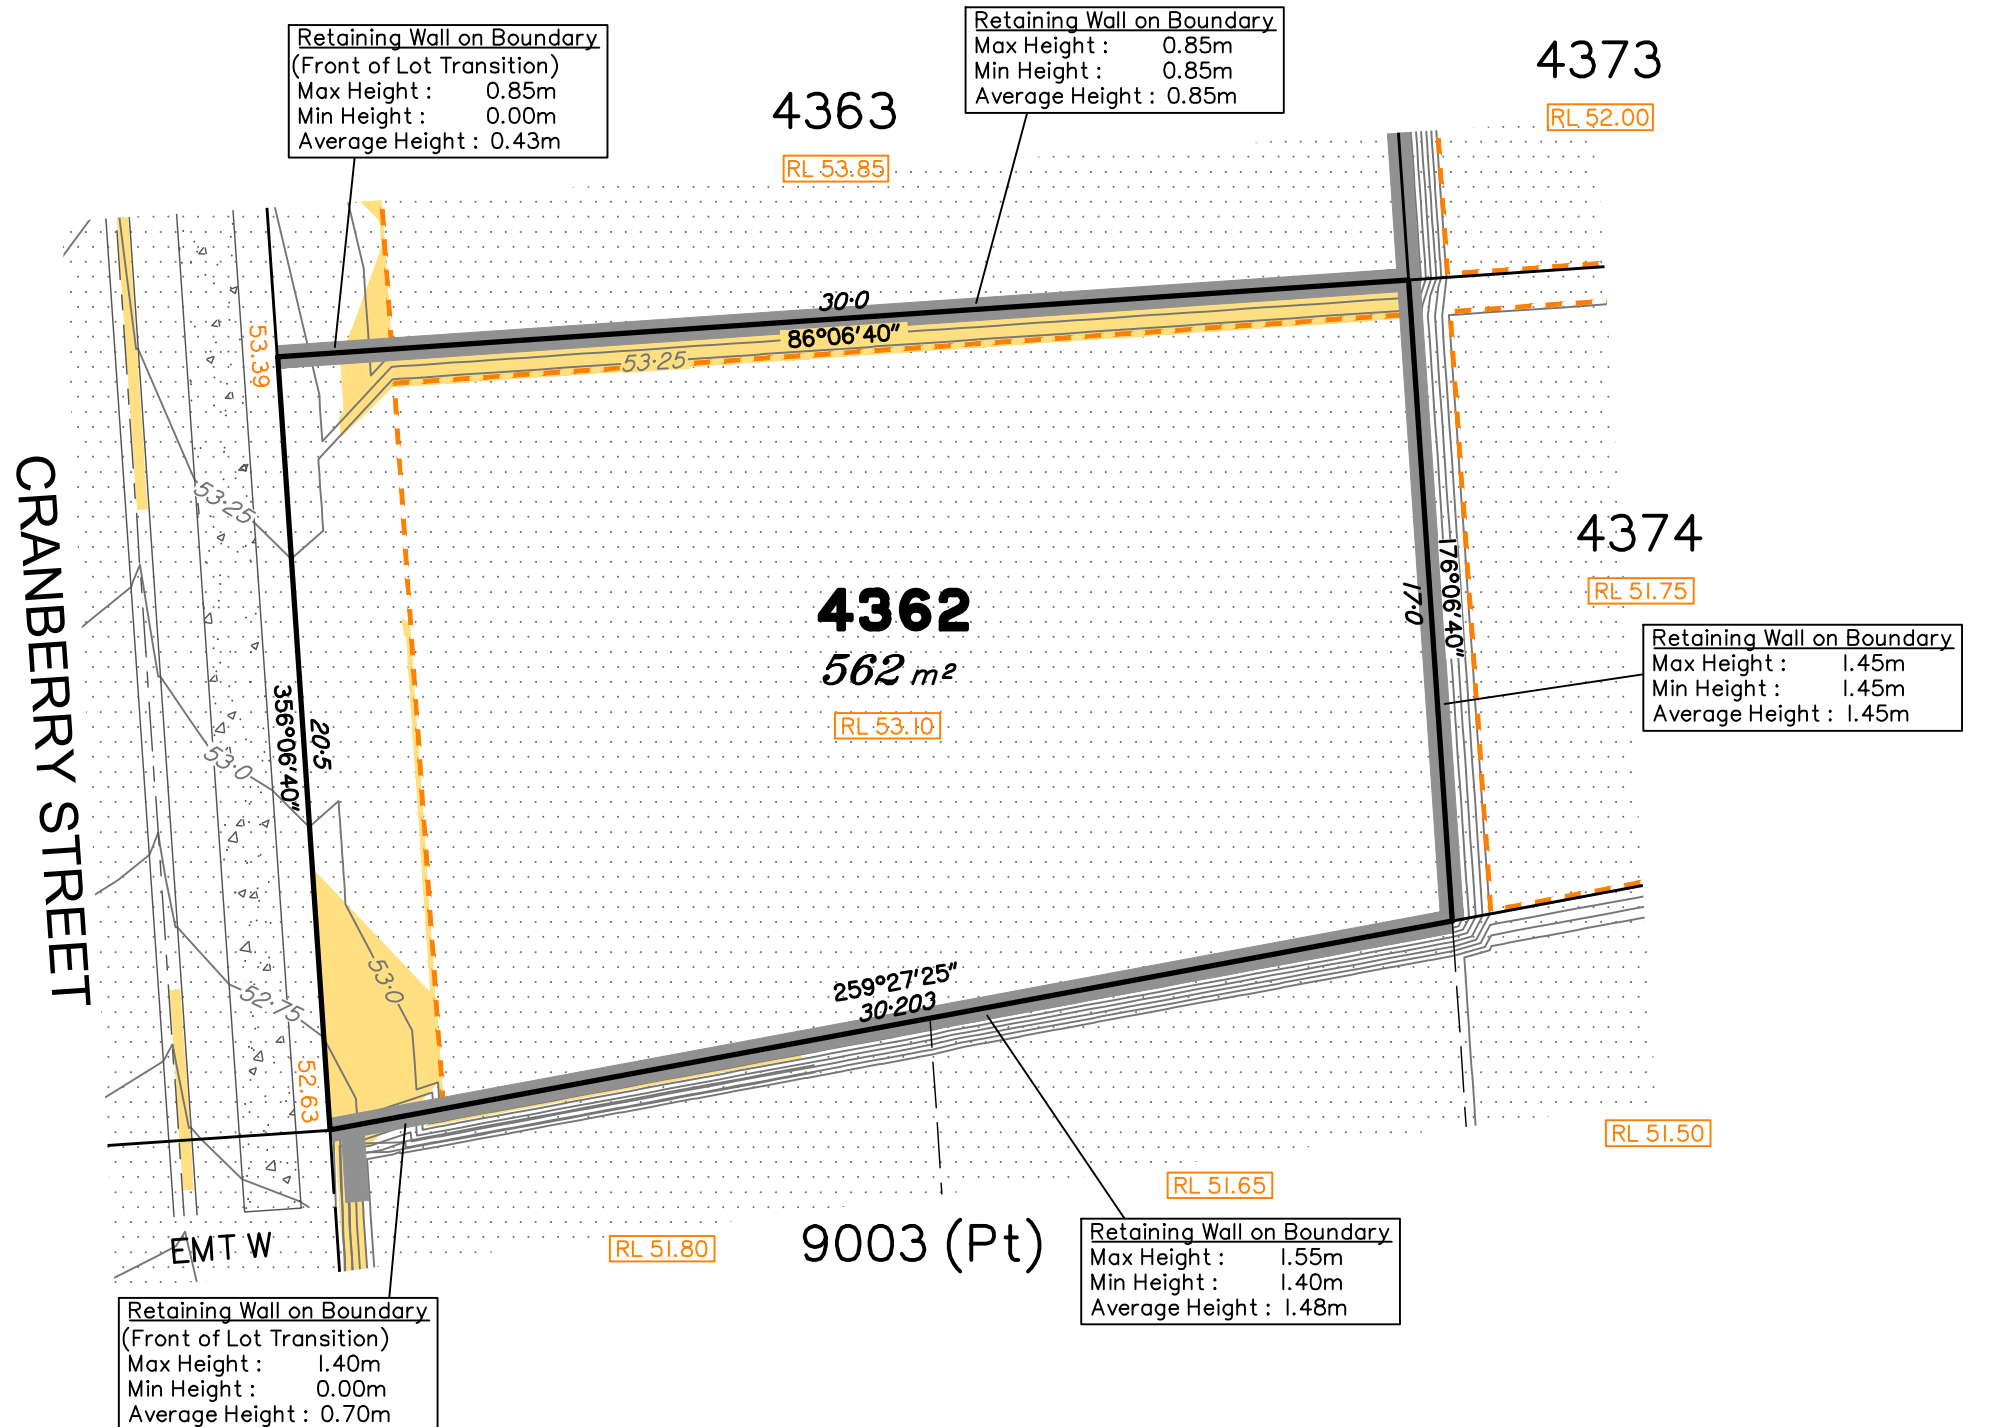 Retaining Wall on Boundary
(Front of Lot Transition)
Max Height : 0.85m
Min Height : 0.00m
Average Height : 0.43m
Retaining Wall on Boundary
Max Height : 0.85m
Min Height : 0.85m
Average Height : 0.85m
4373
RL 52.00
4363
RL 53.85
30·0
86°06'40"
53·25
53.39
53·25
CRANBERRY STREET
4362
562 m²
RL 53.10
4374
RL 51.75
176°06'40"
17·0
Retaining Wall on Boundary
Max Height : 1.45m
Min Height : 1.45m
Average Height : 1.45m
356°06'40"
20·5
53·0
53·0
52·75
52.63
259°27'25"
30·203
RL 51.50
RL 51.65
RL 51.80
9003 (Pt)
EMT W
Retaining Wall on Boundary
Max Height : 1.55m
Min Height : 1.40m
Average Height : 1.48m
Retaining Wall on Boundary
(Front of Lot Transition)
Max Height : 1.40m
Min Height : 0.00m
Average Height : 0.70m